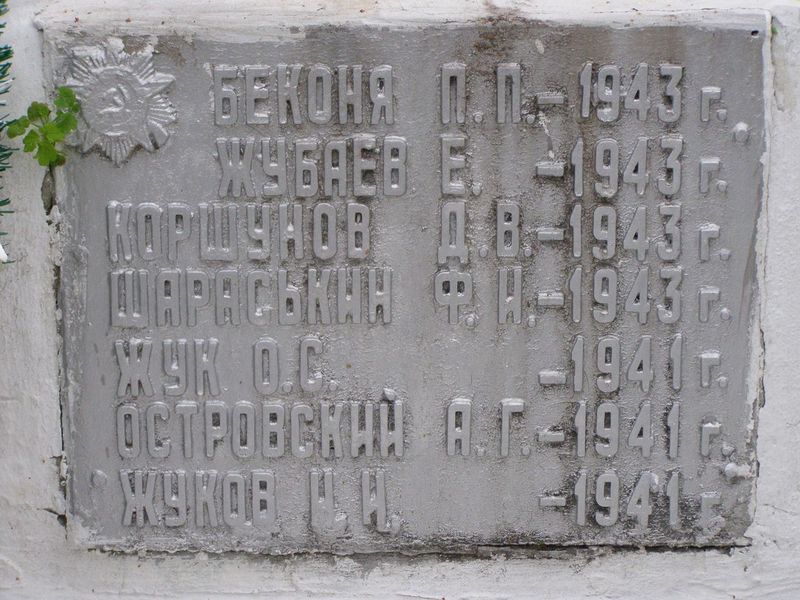 БЕКОНЯ П.П.-1943 г.
ЖУБАЕВ Е. -1943 г.
КОРШУНОВ Д.В.-1943 г.
ШАРАСЬКИН Ф.И.-1943 г.
ЖУК О.С. -1941 г.
ОСТРОВСКИЙ А.Г.-1941 г.
ЖУКОВ Ц.И. -1941 г.